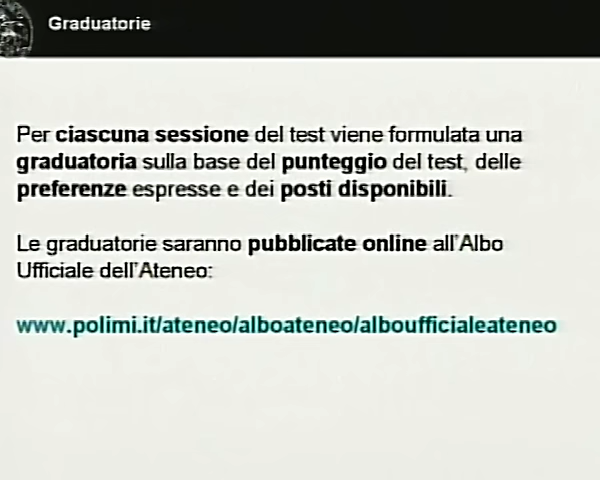 Graduatorie
Per ciascuna sessione del test viene formulata una
graduatoria sulla base del punteggio del test, delle
preferenze espresse e dei posti disponibili.
Le graduatorie saranno pubblicate online all'Albo
Ufficiale dell'Ateneo:
www.polimi.it/ateneo/alboateneo/alboufficialeateneo